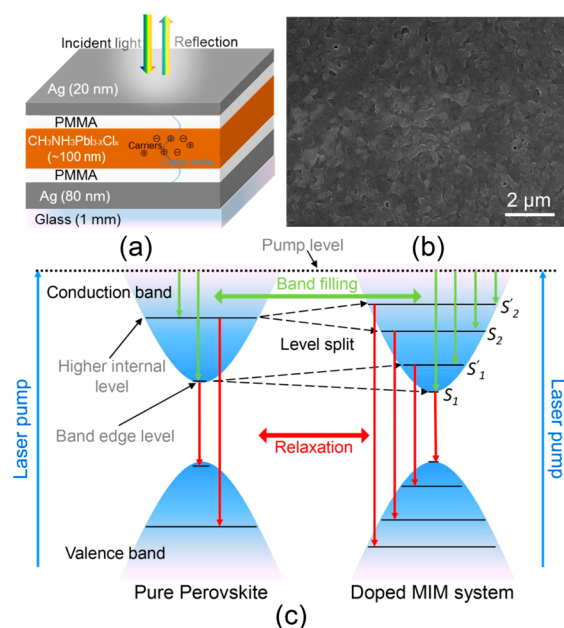 Incident light
Reflection
Ag (20 nm)
PMMA
CH₃NH₃PbI₃₋ₓClₓ
(~100 nm)
Carriers
Cavity mode
PMMA
Ag (80 nm)
Glass (1 mm)
(a)
2 μm
(b)
Pump level
Conduction band
Band filling
S'₂
S₂
Level split
Higher internal
level
S'₁
S₁
Band edge level
Relaxation
Laser pump
Laser pump
Valence band
Pure Perovskite
Doped MIM system
(c)